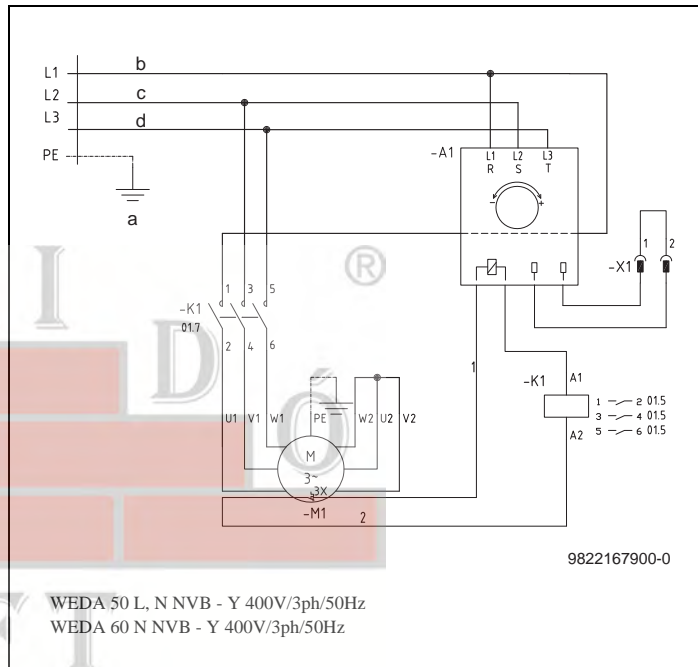 L1 b
L2 c
L3 d
PE
a
-A1 L1 L2 L3
R S T
- +
®
-X1 1 2
1 3 5
-K1
01.7
2 4 6
1
-K1 A1
1 2 01.5
3 4 01.5
5 6 01.5
A2
U1 V1 W1 PE W2 U2 V2
M
3~
3X
-M1 2
I
D Ó
E T
9822167900-0
WEDA 50 L, N NVB - Y 400V/3ph/50Hz
WEDA 60 N NVB - Y 400V/3ph/50Hz